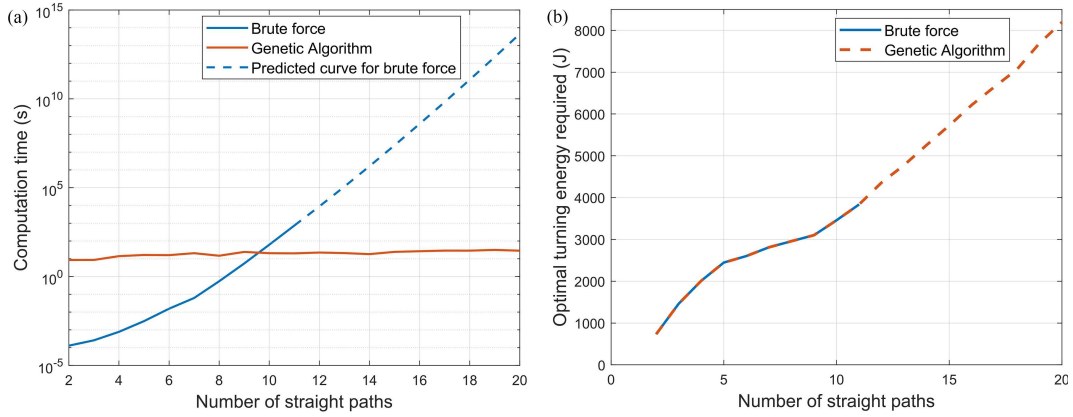 (a)
10^15
10^10
10^5
10^0
10^-5
Computation time (s)
Brute force
Genetic Algorithm
Predicted curve for brute force
2 4 6 8 10 12 14 16 18 20
Number of straight paths
(b)
8000
7000
6000
5000
4000
3000
2000
1000
0
Optimal turning energy required (J)
Brute force
Genetic Algorithm
0 5 10 15 20
Number of straight paths